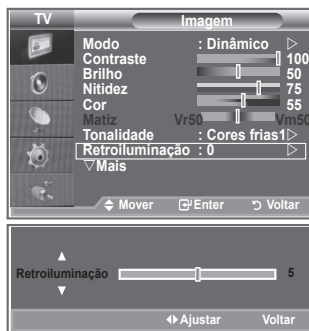 TV Imagem
Modo : Dinâmico
Contraste 100
Brilho 50
Nitidez 75
Cor 55
Matiz Vr50 Vm50
Tonalidade : Cores frias1
Retroiluminação : 0
Mais
Mover Enter Voltar
Retroiluminação 5
Ajustar Voltar